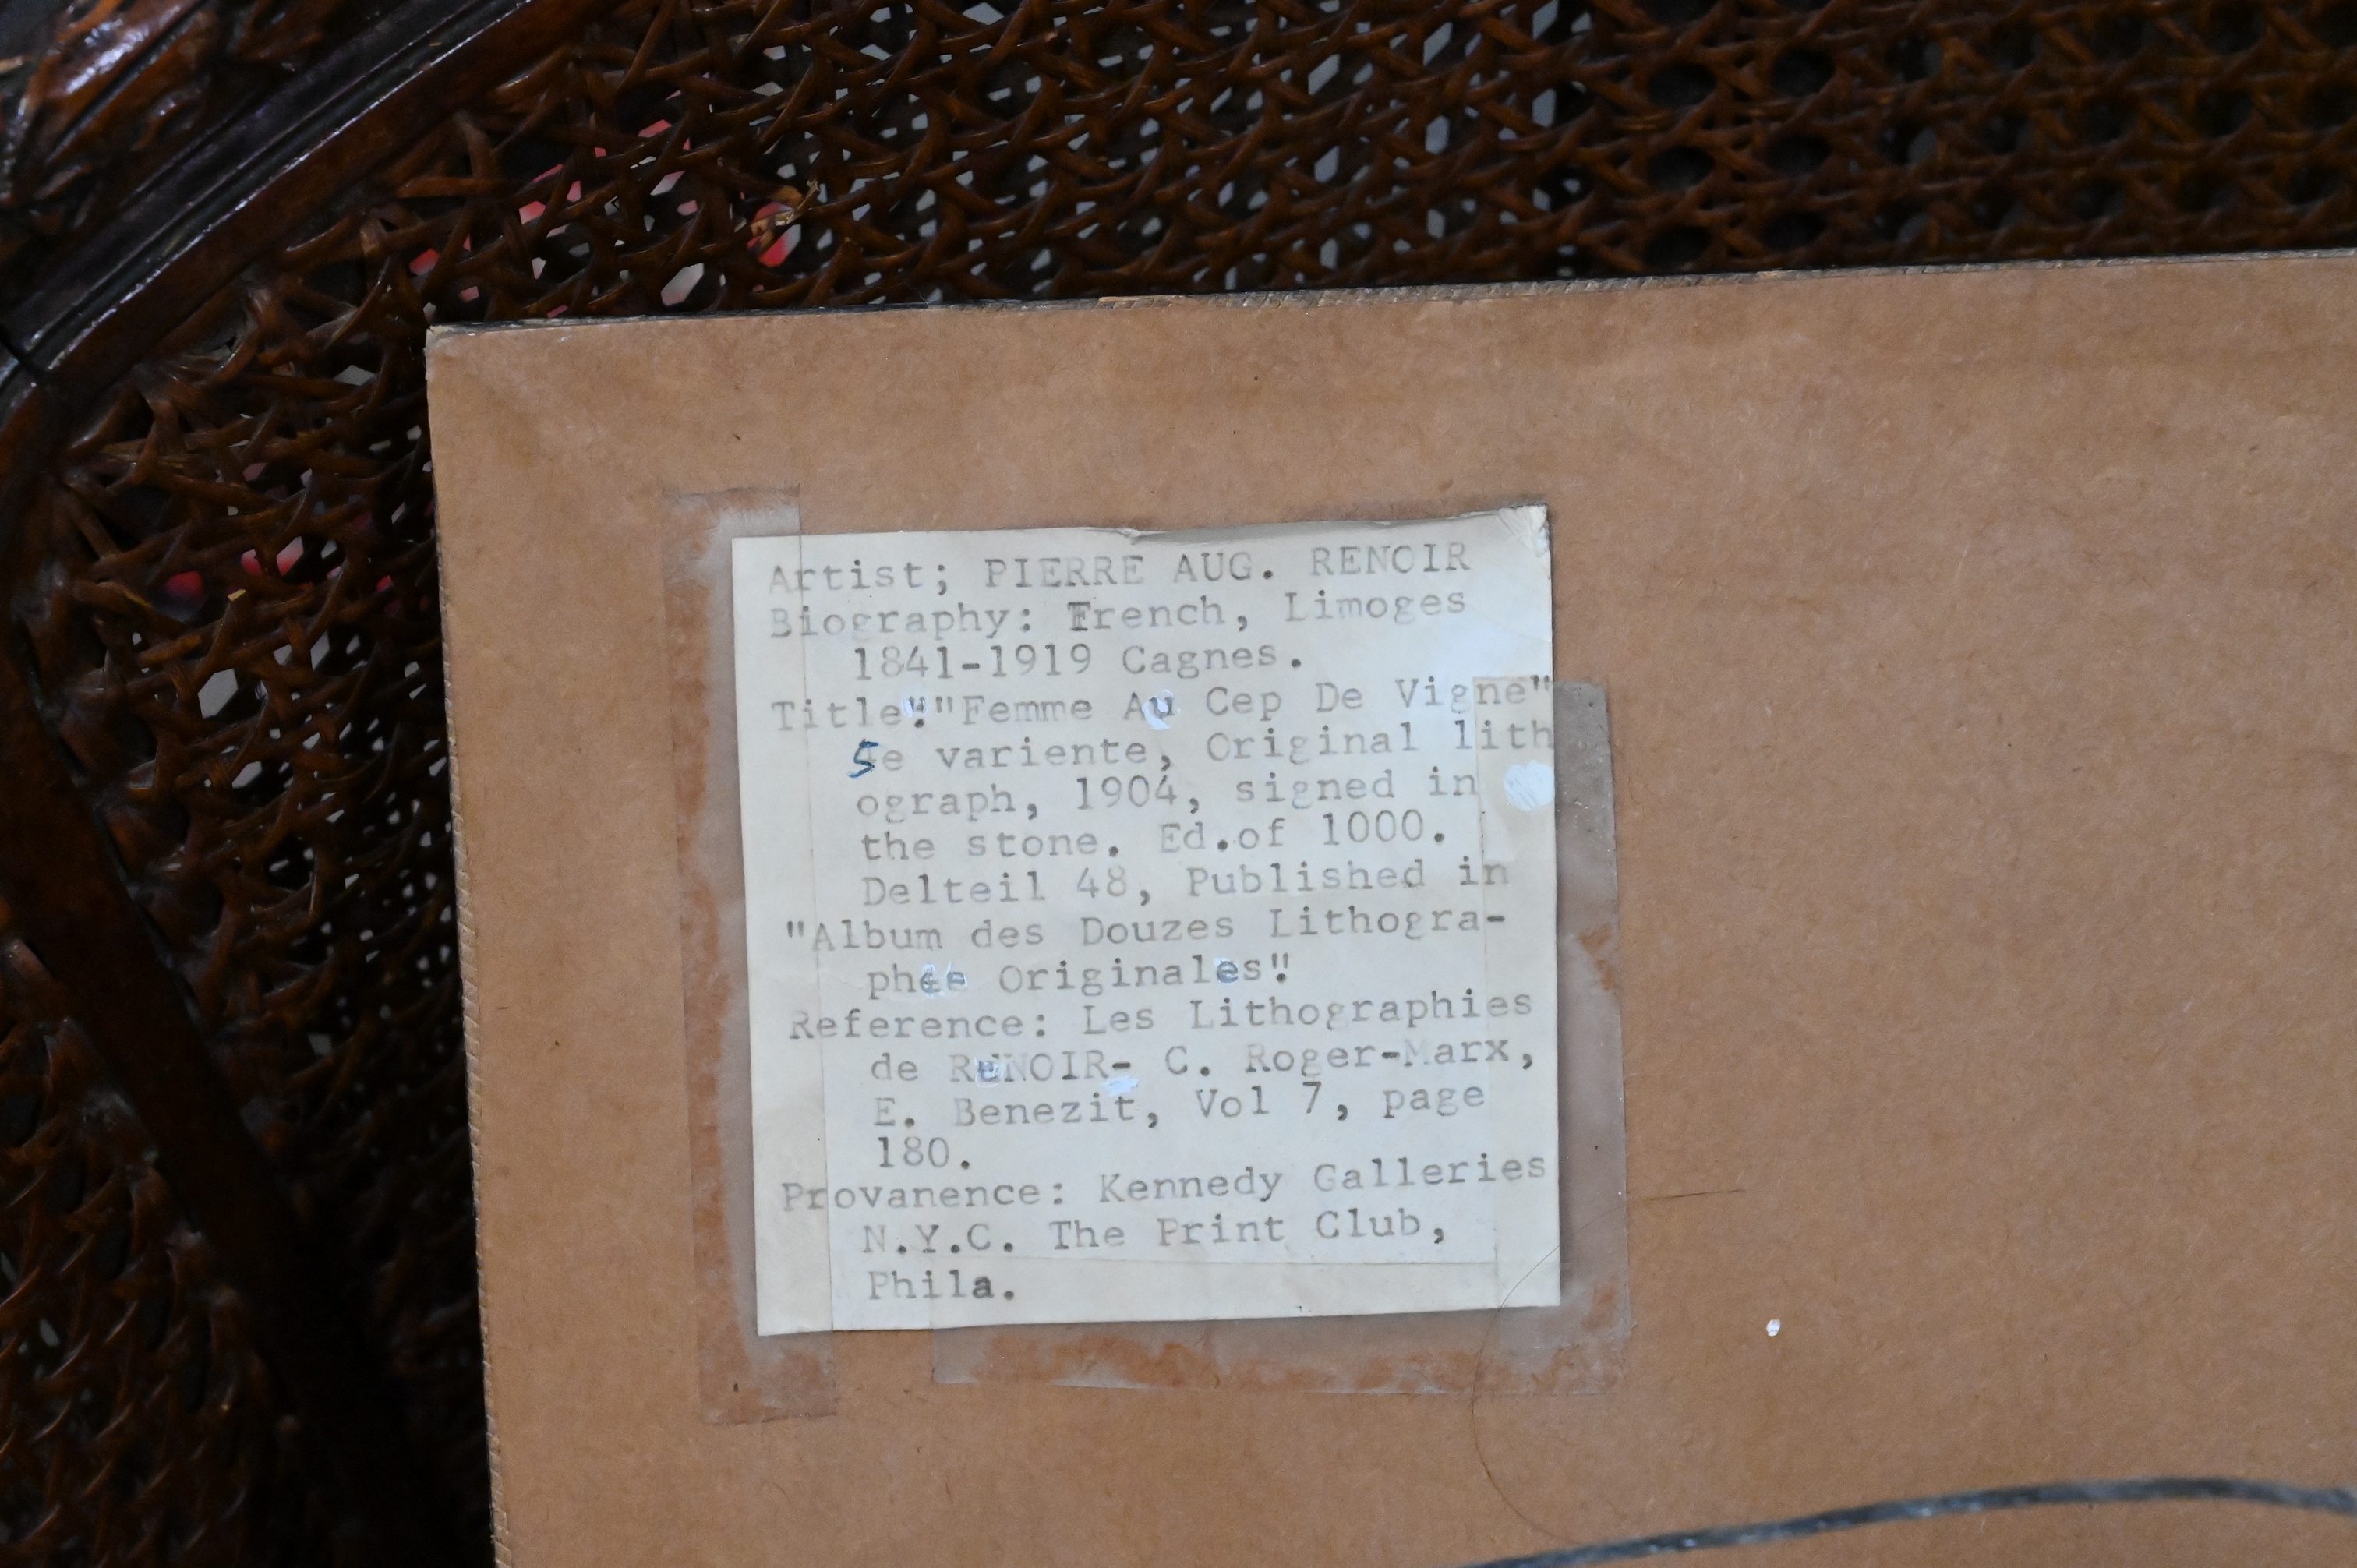 Artist; PIERRE AUG. RENOIR
Biography: French, Limoges
1841-1919 Cagnes.
Title:"Femme Au Cep De Vigne"
5e variente, Original lith
ograph, 1904, signed in
the stone. Ed.of 1000.
Delteil 48, Published in
"Album des Douzes Lithogra-
phes Originales".
Reference: Les Lithographies
de RENOIR- C. Roger-Marx,
E. Benezit, Vol 7, page
180.
Provanence: Kennedy Galleries
N.Y.C. The Print Club,
Phila.